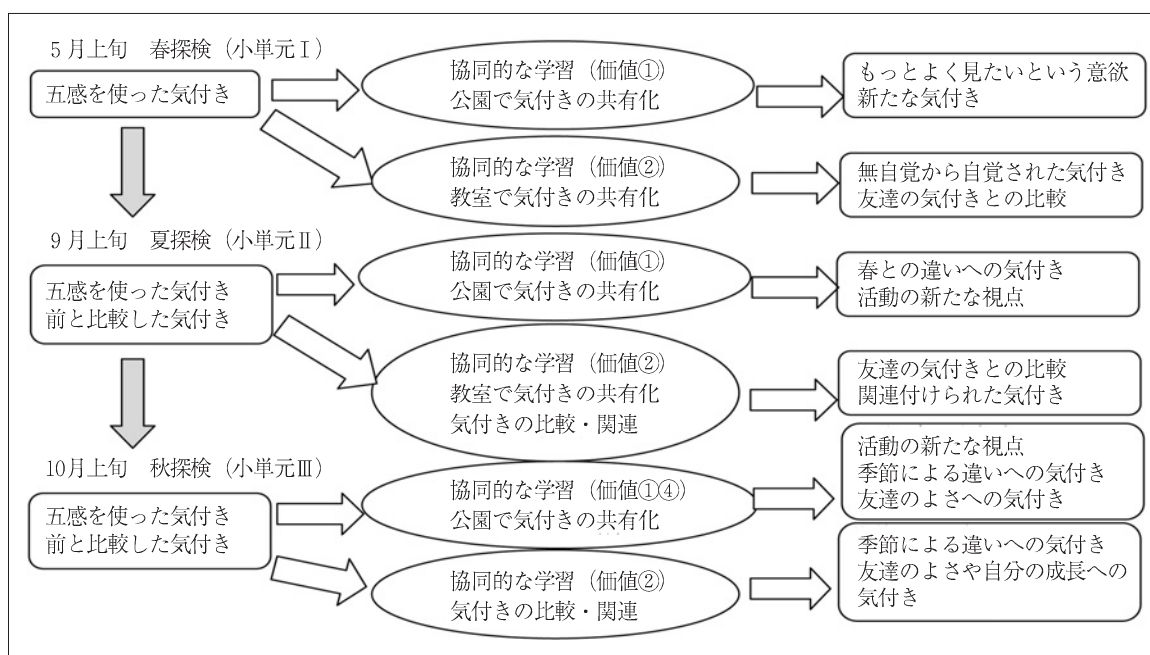 5月上旬　春探検（小単元Ⅰ）
五感を使った気付き
協同的な学習（価値①）
公園で気付きの共有化
もっとよく見たいという意欲
新たな気付き
協同的な学習（価値②）
教室で気付きの共有化
無自覚から自覚された気付き
友達の気付きとの比較
9月上旬　夏探検（小単元Ⅱ）
五感を使った気付き
前と比較した気付き
協同的な学習（価値①）
公園で気付きの共有化
春との違いへの気付き
活動の新たな視点
協同的な学習（価値②）
教室で気付きの共有化
気付きの比較・関連
友達の気付きとの比較
関連付けられた気付き
10月上旬　秋探検（小単元Ⅲ）
五感を使った気付き
前と比較した気付き
協同的な学習（価値①④）
公園で気付きの共有化
活動の新たな視点
季節による違いへの気付き
友達のよさへの気付き
協同的な学習（価値②）
気付きの比較・関連
季節による違いへの気付き
友達のよさや自分の成長への
気付き